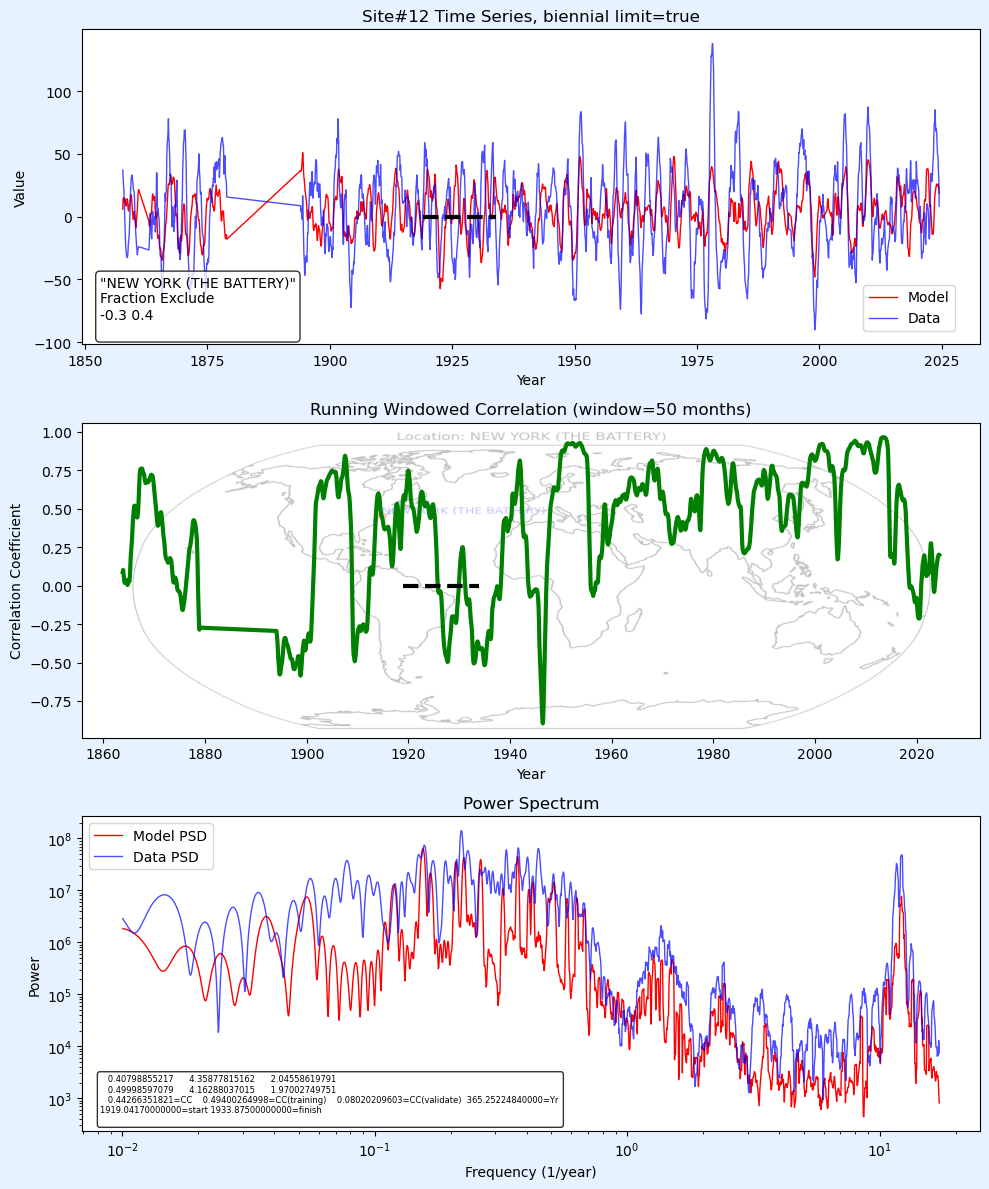 Site#12 Time Series, biennial limit=true
Value
100
50
0
−50
−100
"NEW YORK (THE BATTERY)"
Fraction Exclude
-0.3 0.4
Model
Data
1850 1875 1900 1925 1950 1975 2000 2025
Year
Running Windowed Correlation (window=50 months)
Location: NEW YORK (THE BATTERY)
NEW YORK (THE BATTERY)
Correlation Coefficient
1.00
0.75
0.50
0.25
0.00
−0.25
−0.50
−0.75
1860 1880 1900 1920 1940 1960 1980 2000 2020
Year
Power Spectrum
Model PSD
Data PSD
Power
10^8
10^7
10^6
10^5
10^4
10^3
0.40798855217 4.35877815162 2.04558619791
0.49998597079 4.16288037015 1.97002749751
0.44266351821=CC 0.49400264998=CC(training) 0.08020209603=CC(validate) 365.25224840000=Yr
1919.04170000000=start 1933.87500000000=finish
10^−2 10^−1 10^0 10^1
Frequency (1/year)